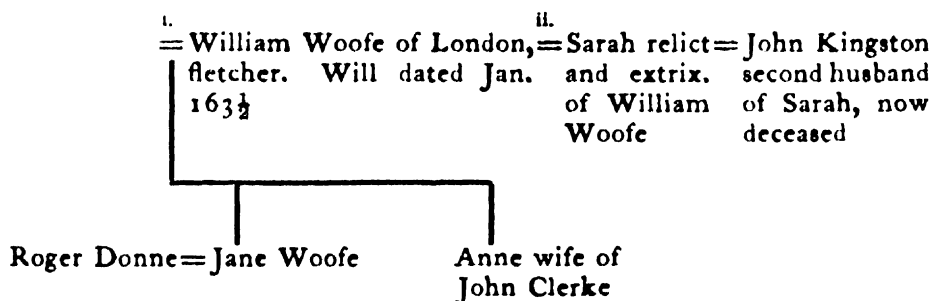 i. ii.
=William Woofe of London,=Sarah relict=John Kingston
fletcher. Will dated Jan. and extrix. second husband
163½ of William of Sarah, now
Woofe deceased
Roger Donne=Jane Woofe Anne wife of
John Clerke